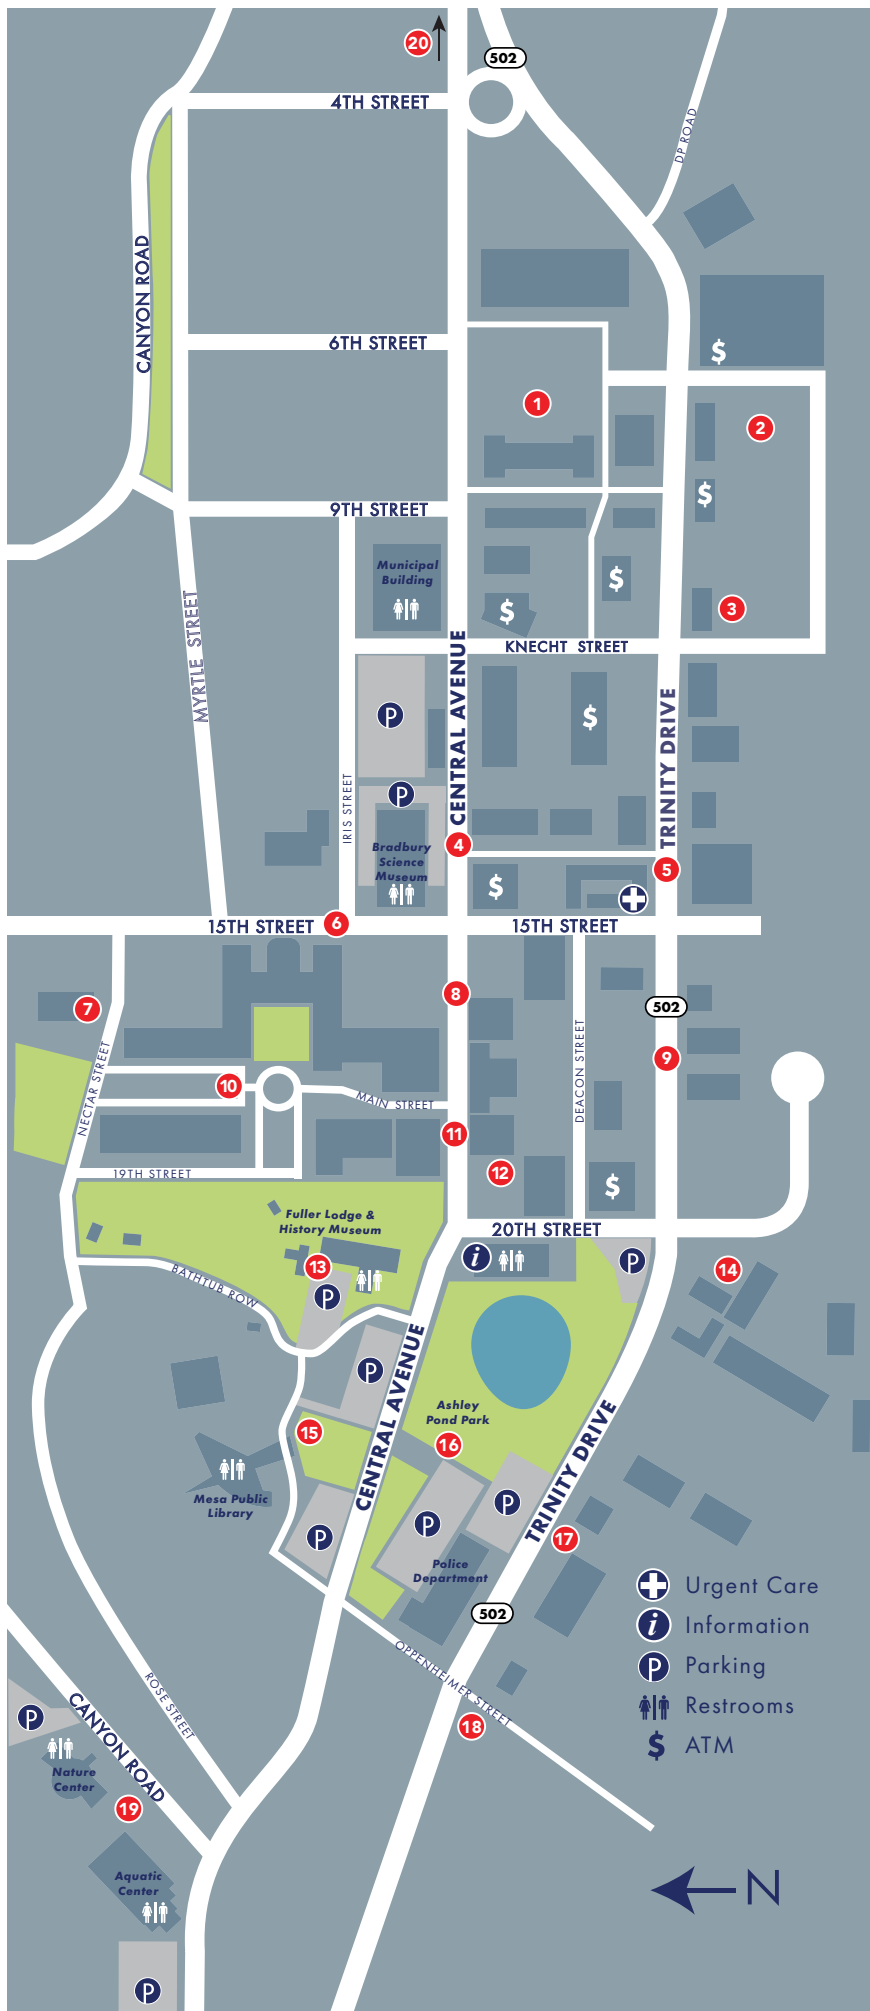 20
502
4TH STREET
DP ROAD
CANYON ROAD
6TH STREET
$
1
2
$
9TH STREET
Municipal
Building
$
$
3
MYRTLE STREET
KNECHT STREET
CENTRAL AVENUE
TRINITY DRIVE
P
$
IRIS STREET
P
4
Bradbury
Science
Museum
5
$
15TH STREET
6
15TH STREET
7
8
502
9
NECTAR STREET
10
MAIN STREET
DEACON STREET
11
12
19TH STREET
$
Fuller Lodge &
History Museum
20TH STREET
i
P
13
14
BATHTUB ROW
P
P
CENTRAL AVENUE
Ashley
Pond Park
15
16
TRINITY DRIVE
Mesa Public
Library
P
P
P
17
Police
Department
502
Urgent Care
i Information
P Parking
Restrooms
$ ATM
OPPENHEIMER STREET
18
ROSE STREET
CANYON ROAD
P
Nature
Center
19
Aquatic
Center
N
P